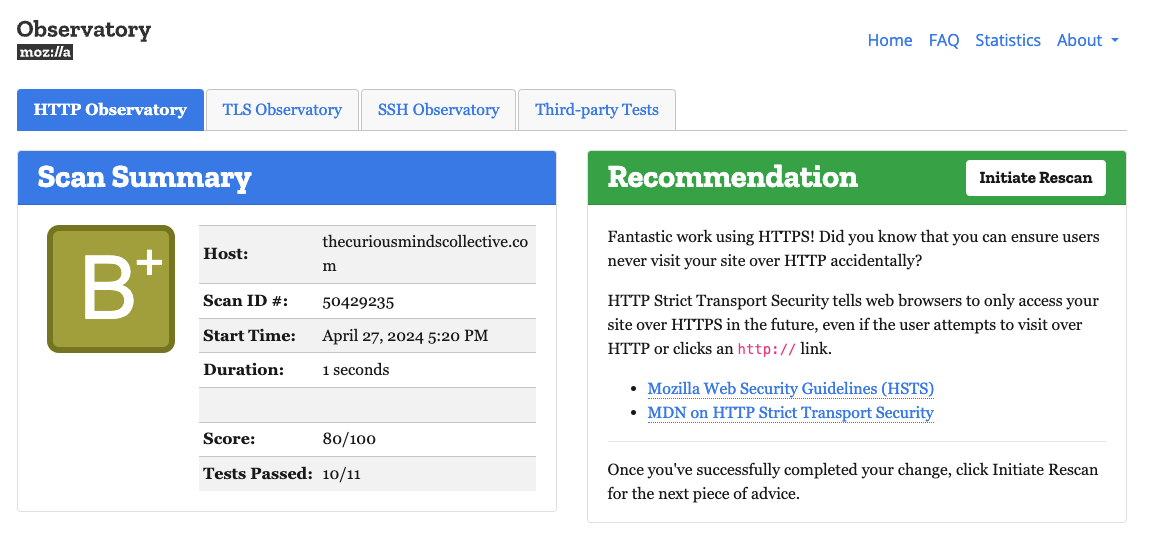 Observatory
moz://a
Home FAQ Statistics About
HTTP Observatory TLS Observatory SSH Observatory Third-party Tests
Scan Summary
B+
Host: thecuriousmindscollective.co
m
Scan ID #: 50429235
Start Time: April 27, 2024 5:20 PM
Duration: 1 seconds
Score: 80/100
Tests Passed: 10/11
Recommendation
Initiate Rescan
Fantastic work using HTTPS! Did you know that you can ensure users
never visit your site over HTTP accidentally?
HTTP Strict Transport Security tells web browsers to only access your
site over HTTPS in the future, even if the user attempts to visit over
HTTP or clicks an http:// link.
• Mozilla Web Security Guidelines (HSTS)
• MDN on HTTP Strict Transport Security
Once you've successfully completed your change, click Initiate Rescan
for the next piece of advice.